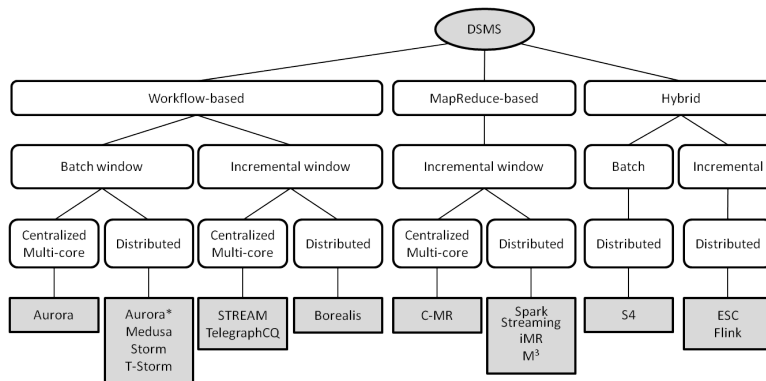 DSMS
Workflow-based
MapReduce-based
Hybrid
Batch window
Incremental window
Incremental window
Batch
Incremental
Centralized
Multi-core
Distributed
Centralized
Multi-core
Distributed
Centralized
Multi-core
Distributed
Distributed
Distributed
Aurora
Aurora*
Medusa
Storm
T-Storm
STREAM
TelegraphCQ
Borealis
C-MR
Spark
Streaming
iMR
M³
S4
ESC
Flink